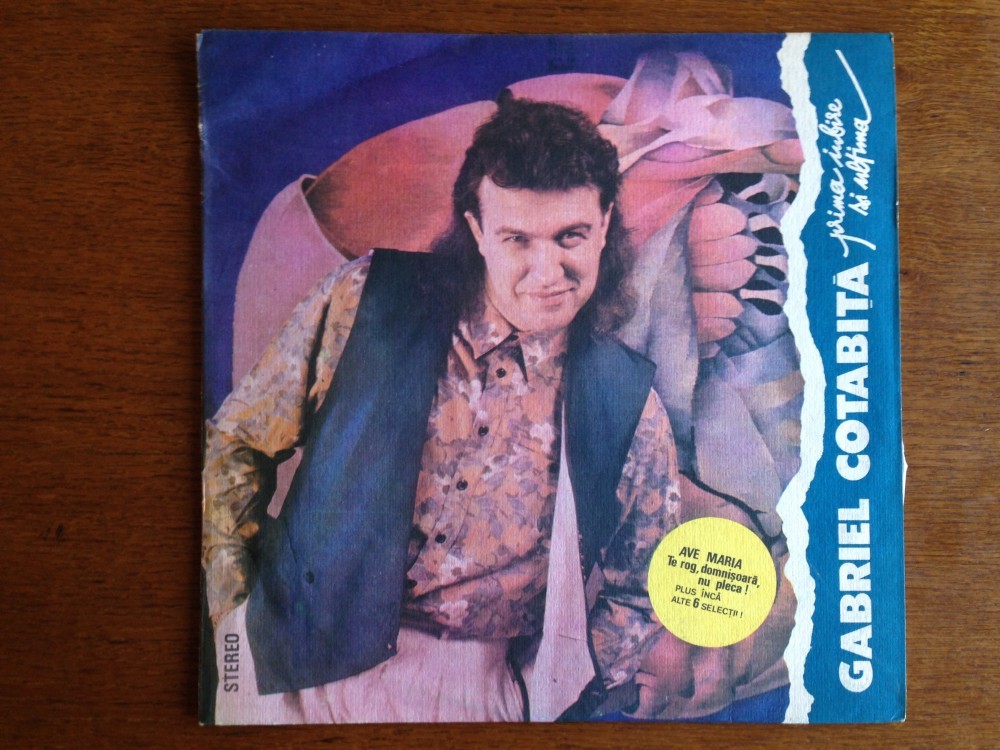 GABRIEL COTABIȚĂ
prima iubire
și ultima
AVE MARIA
Te rog, domnișoară,
nu pleca!
PLUS ÎNCĂ
ALTE 6 SELECȚII!
STEREO